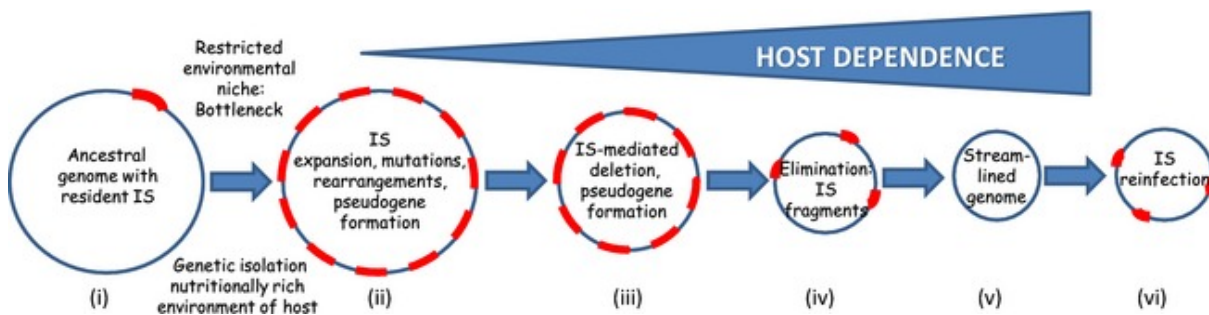 Restricted
environmental
niche:
Bottleneck
HOST DEPENDENCE
Ancestral
genome with
resident IS
IS
expansion, mutations,
rearrangements,
pseudogene
formation
IS-mediated
deletion,
pseudogene
formation
Elimination:
IS
fragments
Stream-
lined
genome
IS
reinfection
Genetic isolation
nutritionally rich
environment of host
(i)
(ii)
(iii)
(iv)
(v)
(vi)